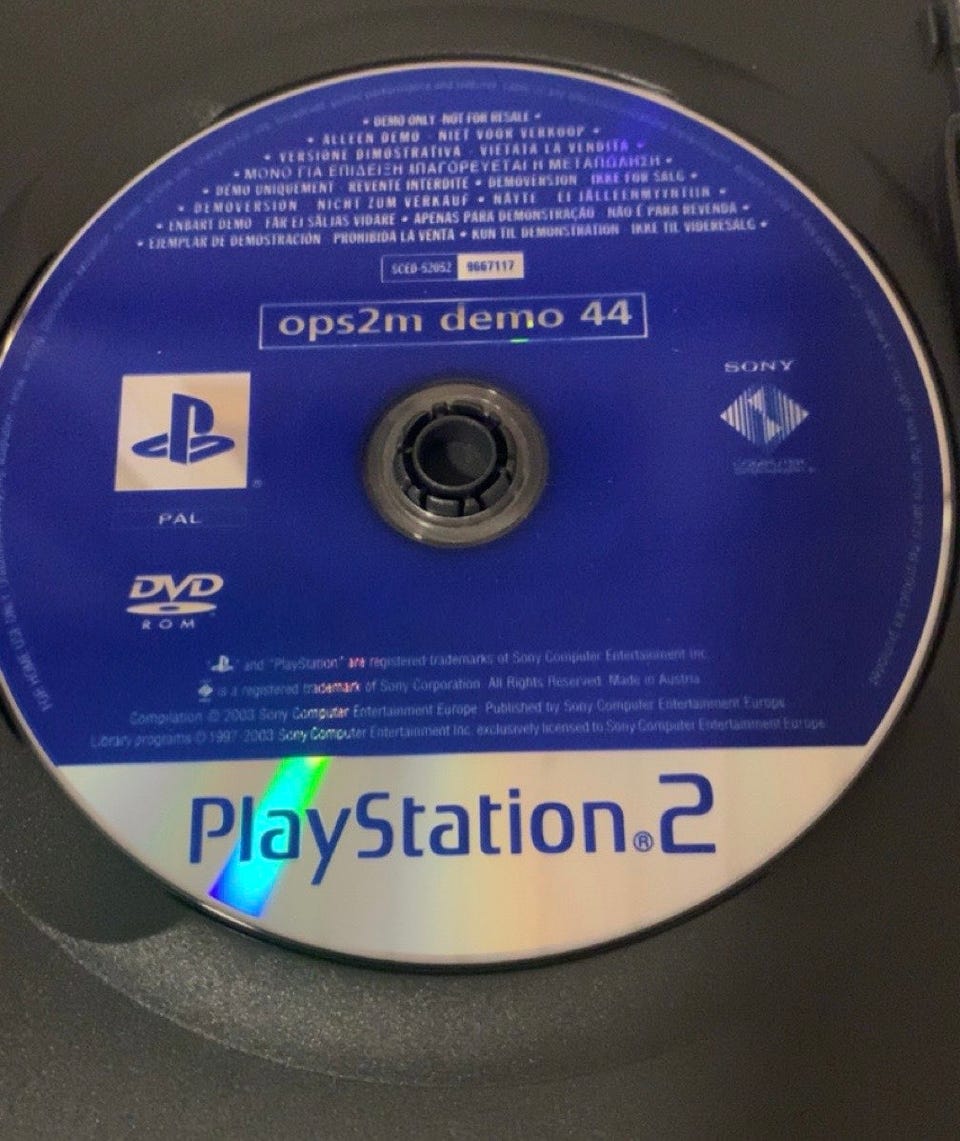 • DEMO ONLY NOT FOR RESALE •
• ALLEEN DEMO - NIET VOOR VERKOOP •
• VERSIONE DIMOSTRATIVA - VIETATA LA VENDITA •
• ΜΟΝΟ ΓΙΑ ΕΠΙΔΕΙΞΗ ΑΠΑΓΟΡΕΥΕΤΑΙ Η ΜΕΤΑΠΩΛΗΣΗ •
• DEMO UNIQUEMENT - REVENTE INTERDITE • DEMOVERSION IKKE FOR SALG •
• DEMOVERSION NICHT ZUM VERKAUF • NÄYTE EI JÄLLEENMYYNTIIN •
• ENBART DEMO FÅR EJ SÄLJAS VIDARE • APENAS PARA DEMONSTRAÇÃO NÃO É PARA REVENDA •
• EJEMPLAR DE DEMOSTRACIÓN PROHIBIDA LA VENTA • KUN TIL DEMONSTRATION IKKE TIL VIDERESALG •
SCED-52052 9667117
ops2m demo 44
SONY
PAL
DVD
ROM
and "PlayStation" are registered trademarks of Sony Computer Entertainment Inc.
is a registered trademark of Sony Corporation. All Rights Reserved. Made in Austria.
Compilation © 2003 Sony Computer Entertainment Europe. Published by Sony Computer Entertainment Europe.
Library programs © 1997-2003 Sony Computer Entertainment Inc. exclusively licensed to Sony Computer Entertainment Europe.
PlayStation®2
FOR HOME USE ONLY